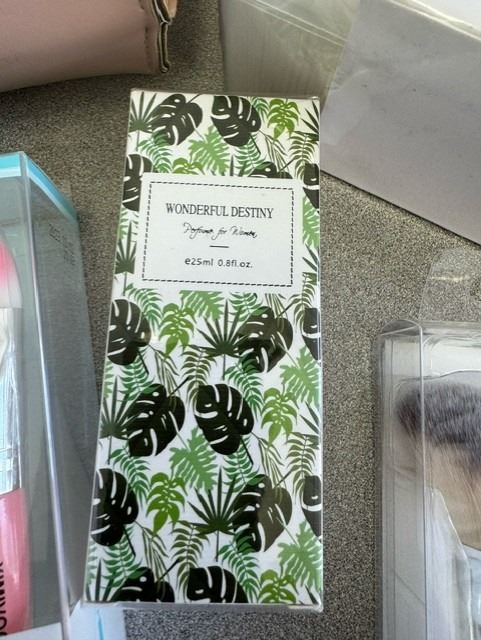 WONDERFUL DESTINY
Perfume for Women
e25ml 0.8fl.oz.